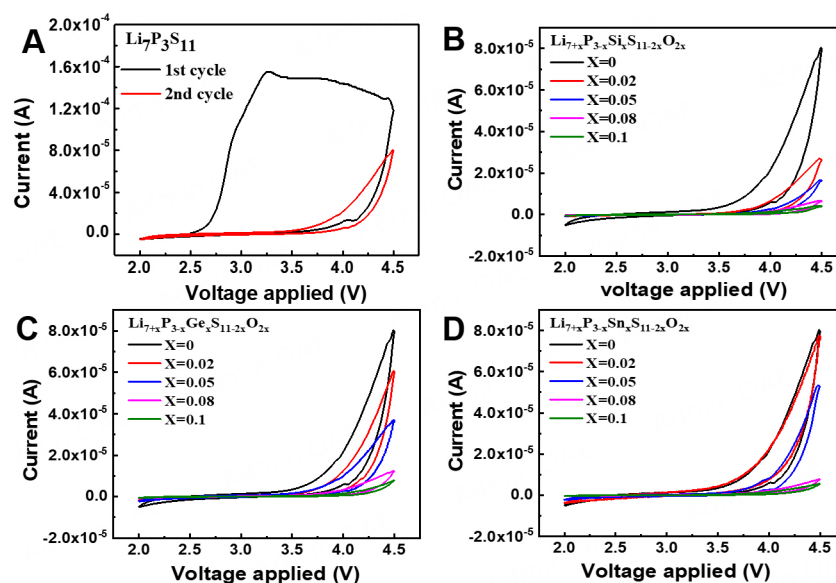 A
Li7P3S11
1st cycle
2nd cycle
Current (A)
2.0x10-4
1.6x10-4
1.2x10-4
8.0x10-5
4.0x10-5
0.0
2.0 2.5 3.0 3.5 4.0 4.5
Voltage applied (V)
B
Li7+xP3-xSixS11-2xO2x
X=0
X=0.02
X=0.05
X=0.08
X=0.1
Current (A)
8.0x10-5
6.0x10-5
4.0x10-5
2.0x10-5
0.0
-2.0x10-5
2.0 2.5 3.0 3.5 4.0 4.5
voltage applied (V)
C
Li7+xP3-xGexS11-2xO2x
X=0
X=0.02
X=0.05
X=0.08
X=0.1
Current (A)
8.0x10-5
6.0x10-5
4.0x10-5
2.0x10-5
0.0
-2.0x10-5
2.0 2.5 3.0 3.5 4.0 4.5
Voltage applied (V)
D
Li7+xP3-xSnxS11-2xO2x
X=0
X=0.02
X=0.05
X=0.08
X=0.1
Current (A)
8.0x10-5
6.0x10-5
4.0x10-5
2.0x10-5
0.0
-2.0x10-5
2.0 2.5 3.0 3.5 4.0 4.5
Voltage applied (V)